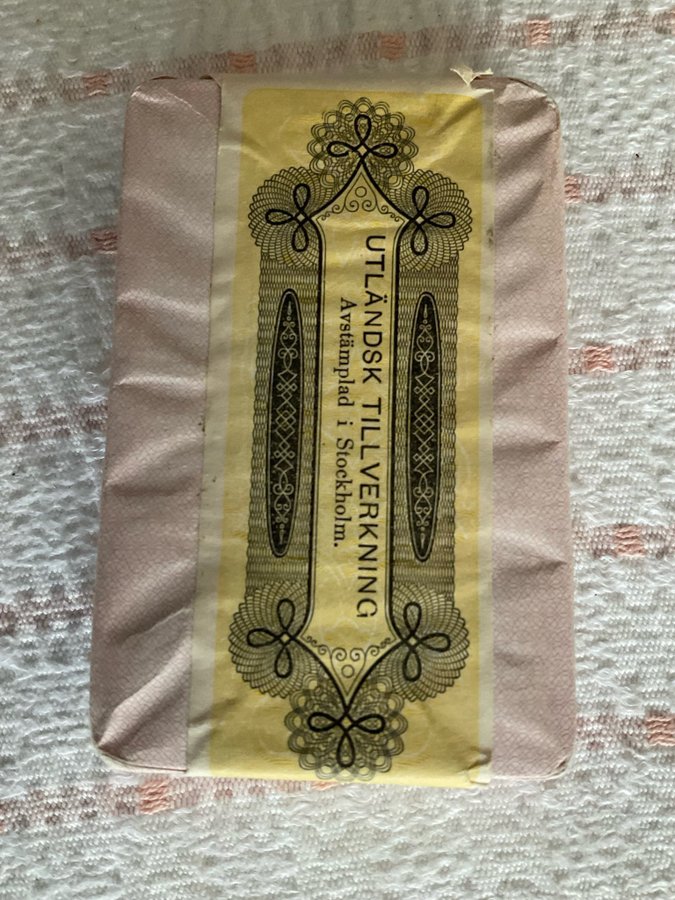 UTLÄNDSK TILLVERKNING
Avstämplad i Stockholm.